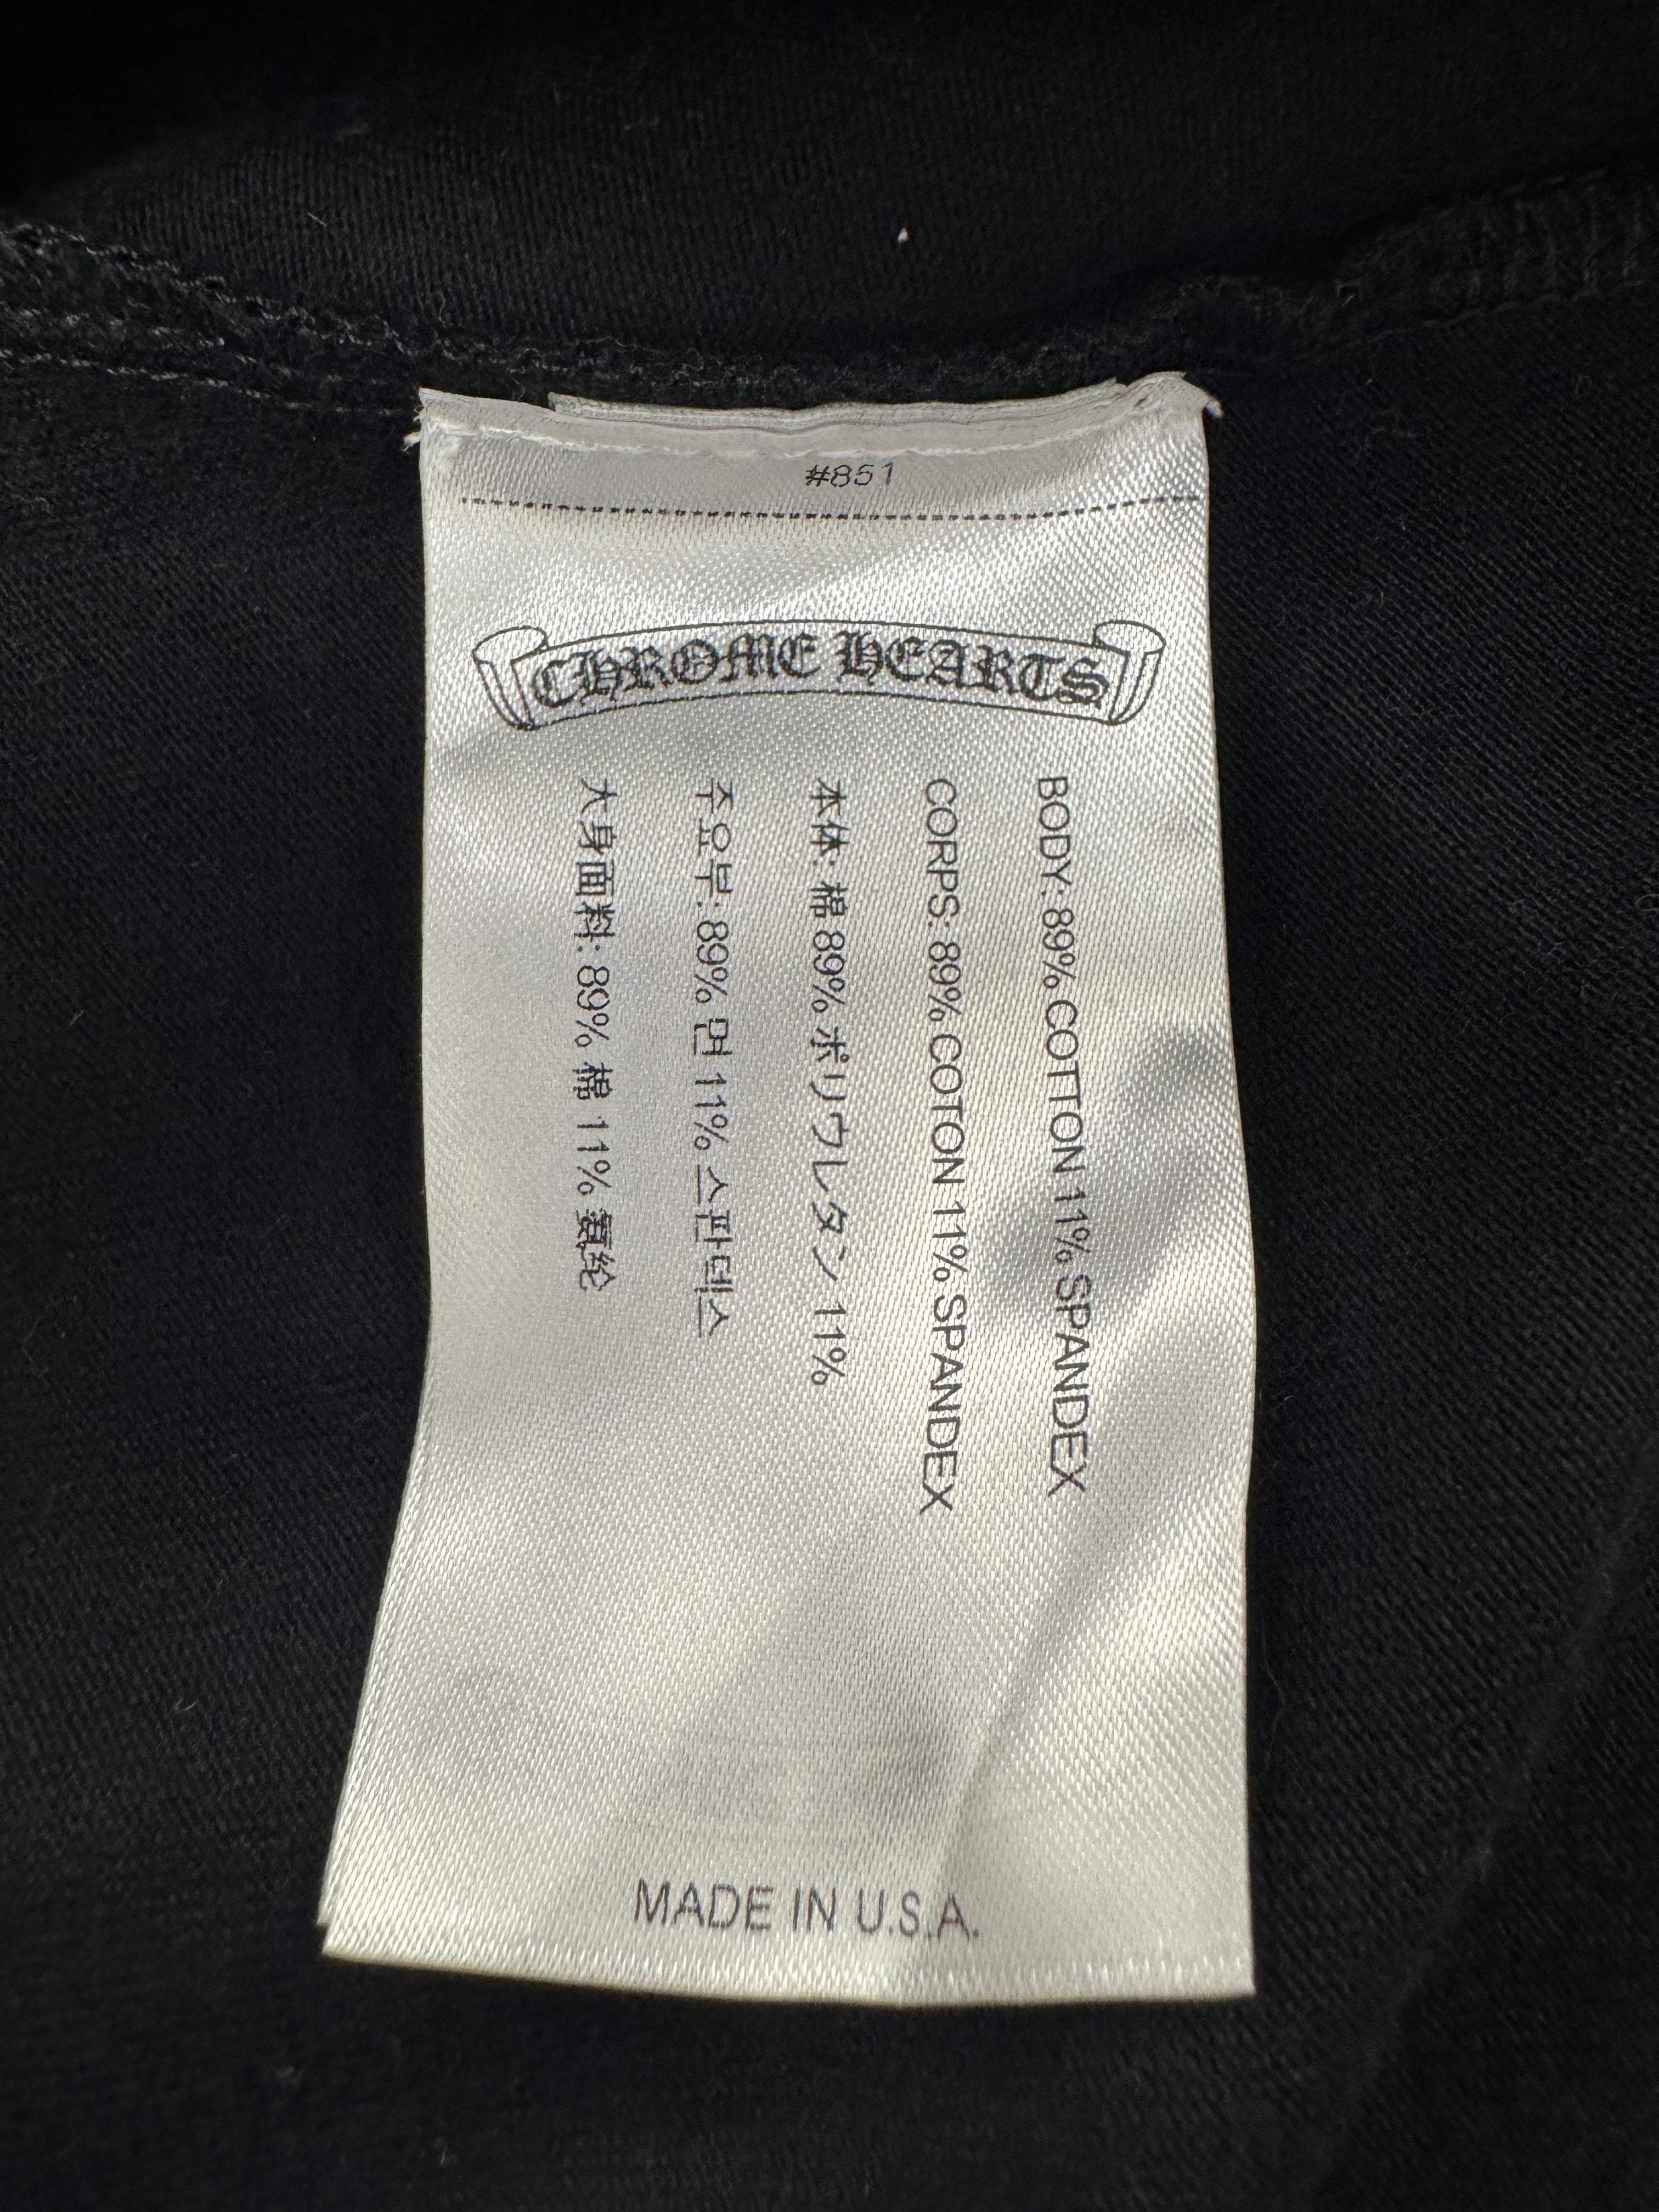 #851
CHROME HEARTS
BODY: 89% COTTON 11% SPANDEX
CORPS: 89% COTON 11% SPANDEX
本体: 棉 89% ポリウレタン 11%
주요부: 89% 면 11% 스판덱스
大身面料: 89% 棉 11% 氨纶
MADE IN U.S.A.